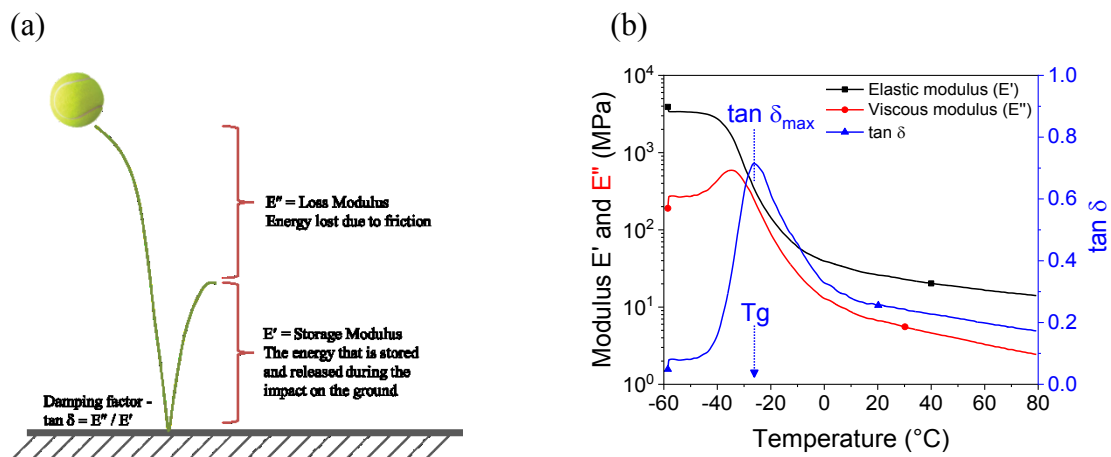 (a)
E" = Loss Modulus
Energy lost due to friction
E' = Storage Modulus
The energy that is stored
and released during the
impact on the ground
Damping factor -
tan δ = E" / E'
(b)
Elastic modulus (E')
Viscous modulus (E")
tan δ
tan δmax
Tg
Modulus E' and E" (MPa)
10⁴
10³
10²
10¹
10⁰
1.0
0.8
0.6
0.4
0.2
0.0
tan δ
-60 -40 -20 0 20 40 60 80
Temperature (°C)